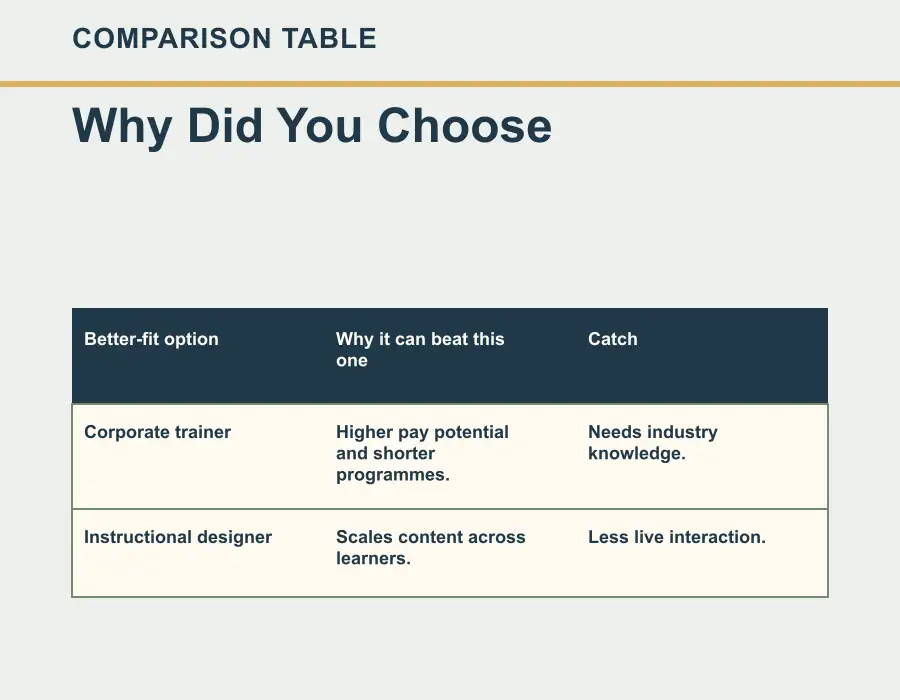 COMPARISON TABLE
Why Did You Choose
Better-fit option
Why it can beat this
one
Catch
Corporate trainer
Higher pay potential
and shorter
programmes.
Needs industry
knowledge.
Instructional designer
Scales content across
learners.
Less live interaction.